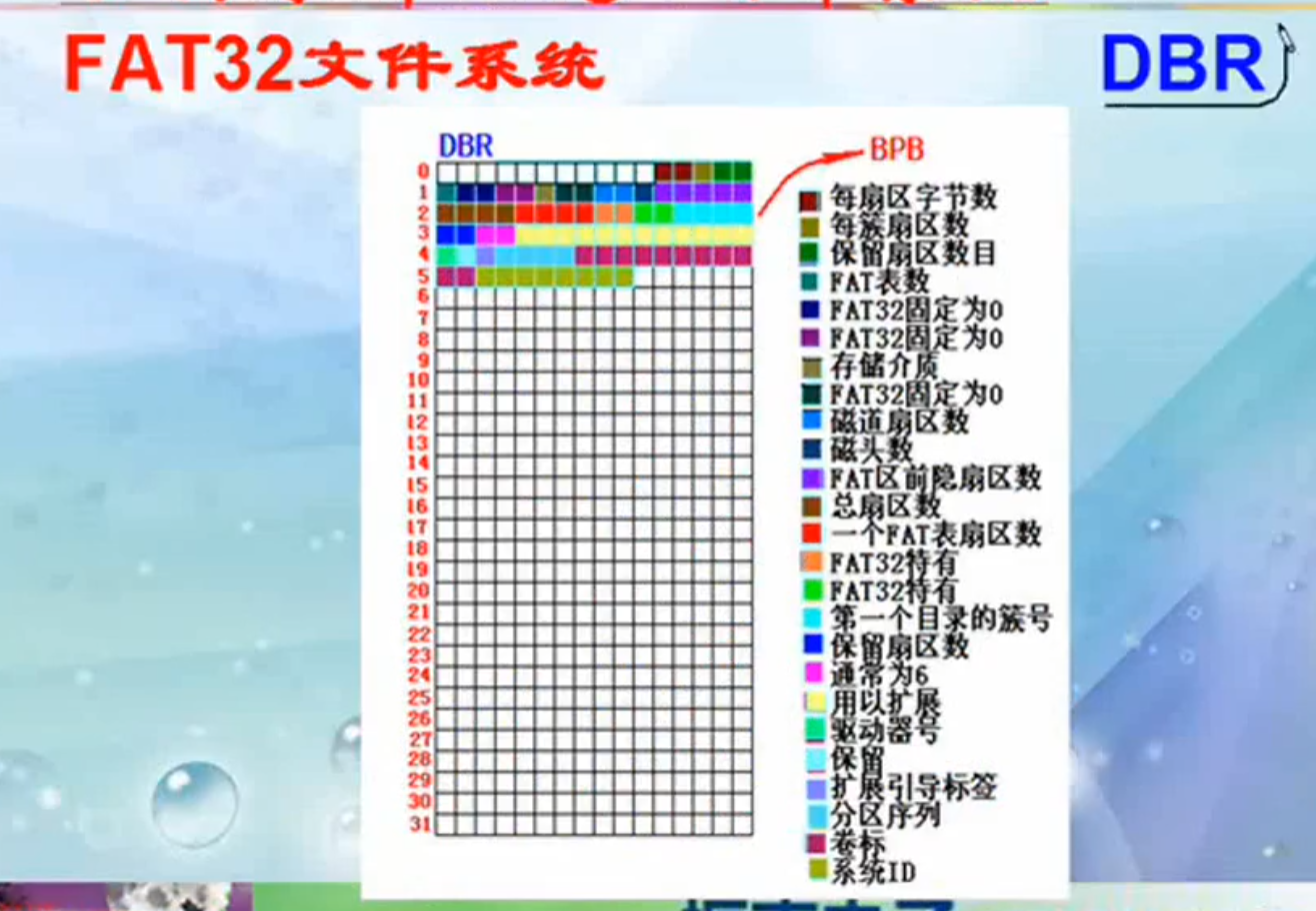 FAT32文件系统
DBR
DBR
BPB
0
1
2
3
4
5
6
7
8
9
10
11
12
13
14
15
16
17
18
19
20
21
22
23
24
25
26
27
28
29
30
31
每扇区字节数
每簇扇区数
保留扇区数目
FAT表数
FAT32固定为0
FAT32固定为0
存储介质
FAT32固定为0
磁道扇区数
磁头数
FAT区前隐扇区数
总扇区数
一个FAT表扇区数
FAT32特有
FAT32特有
第一个目录的簇号
保留扇区数
通常为6
用以扩展
驱动器号
保留
扩展引导标签
分区序列
卷标
系统ID